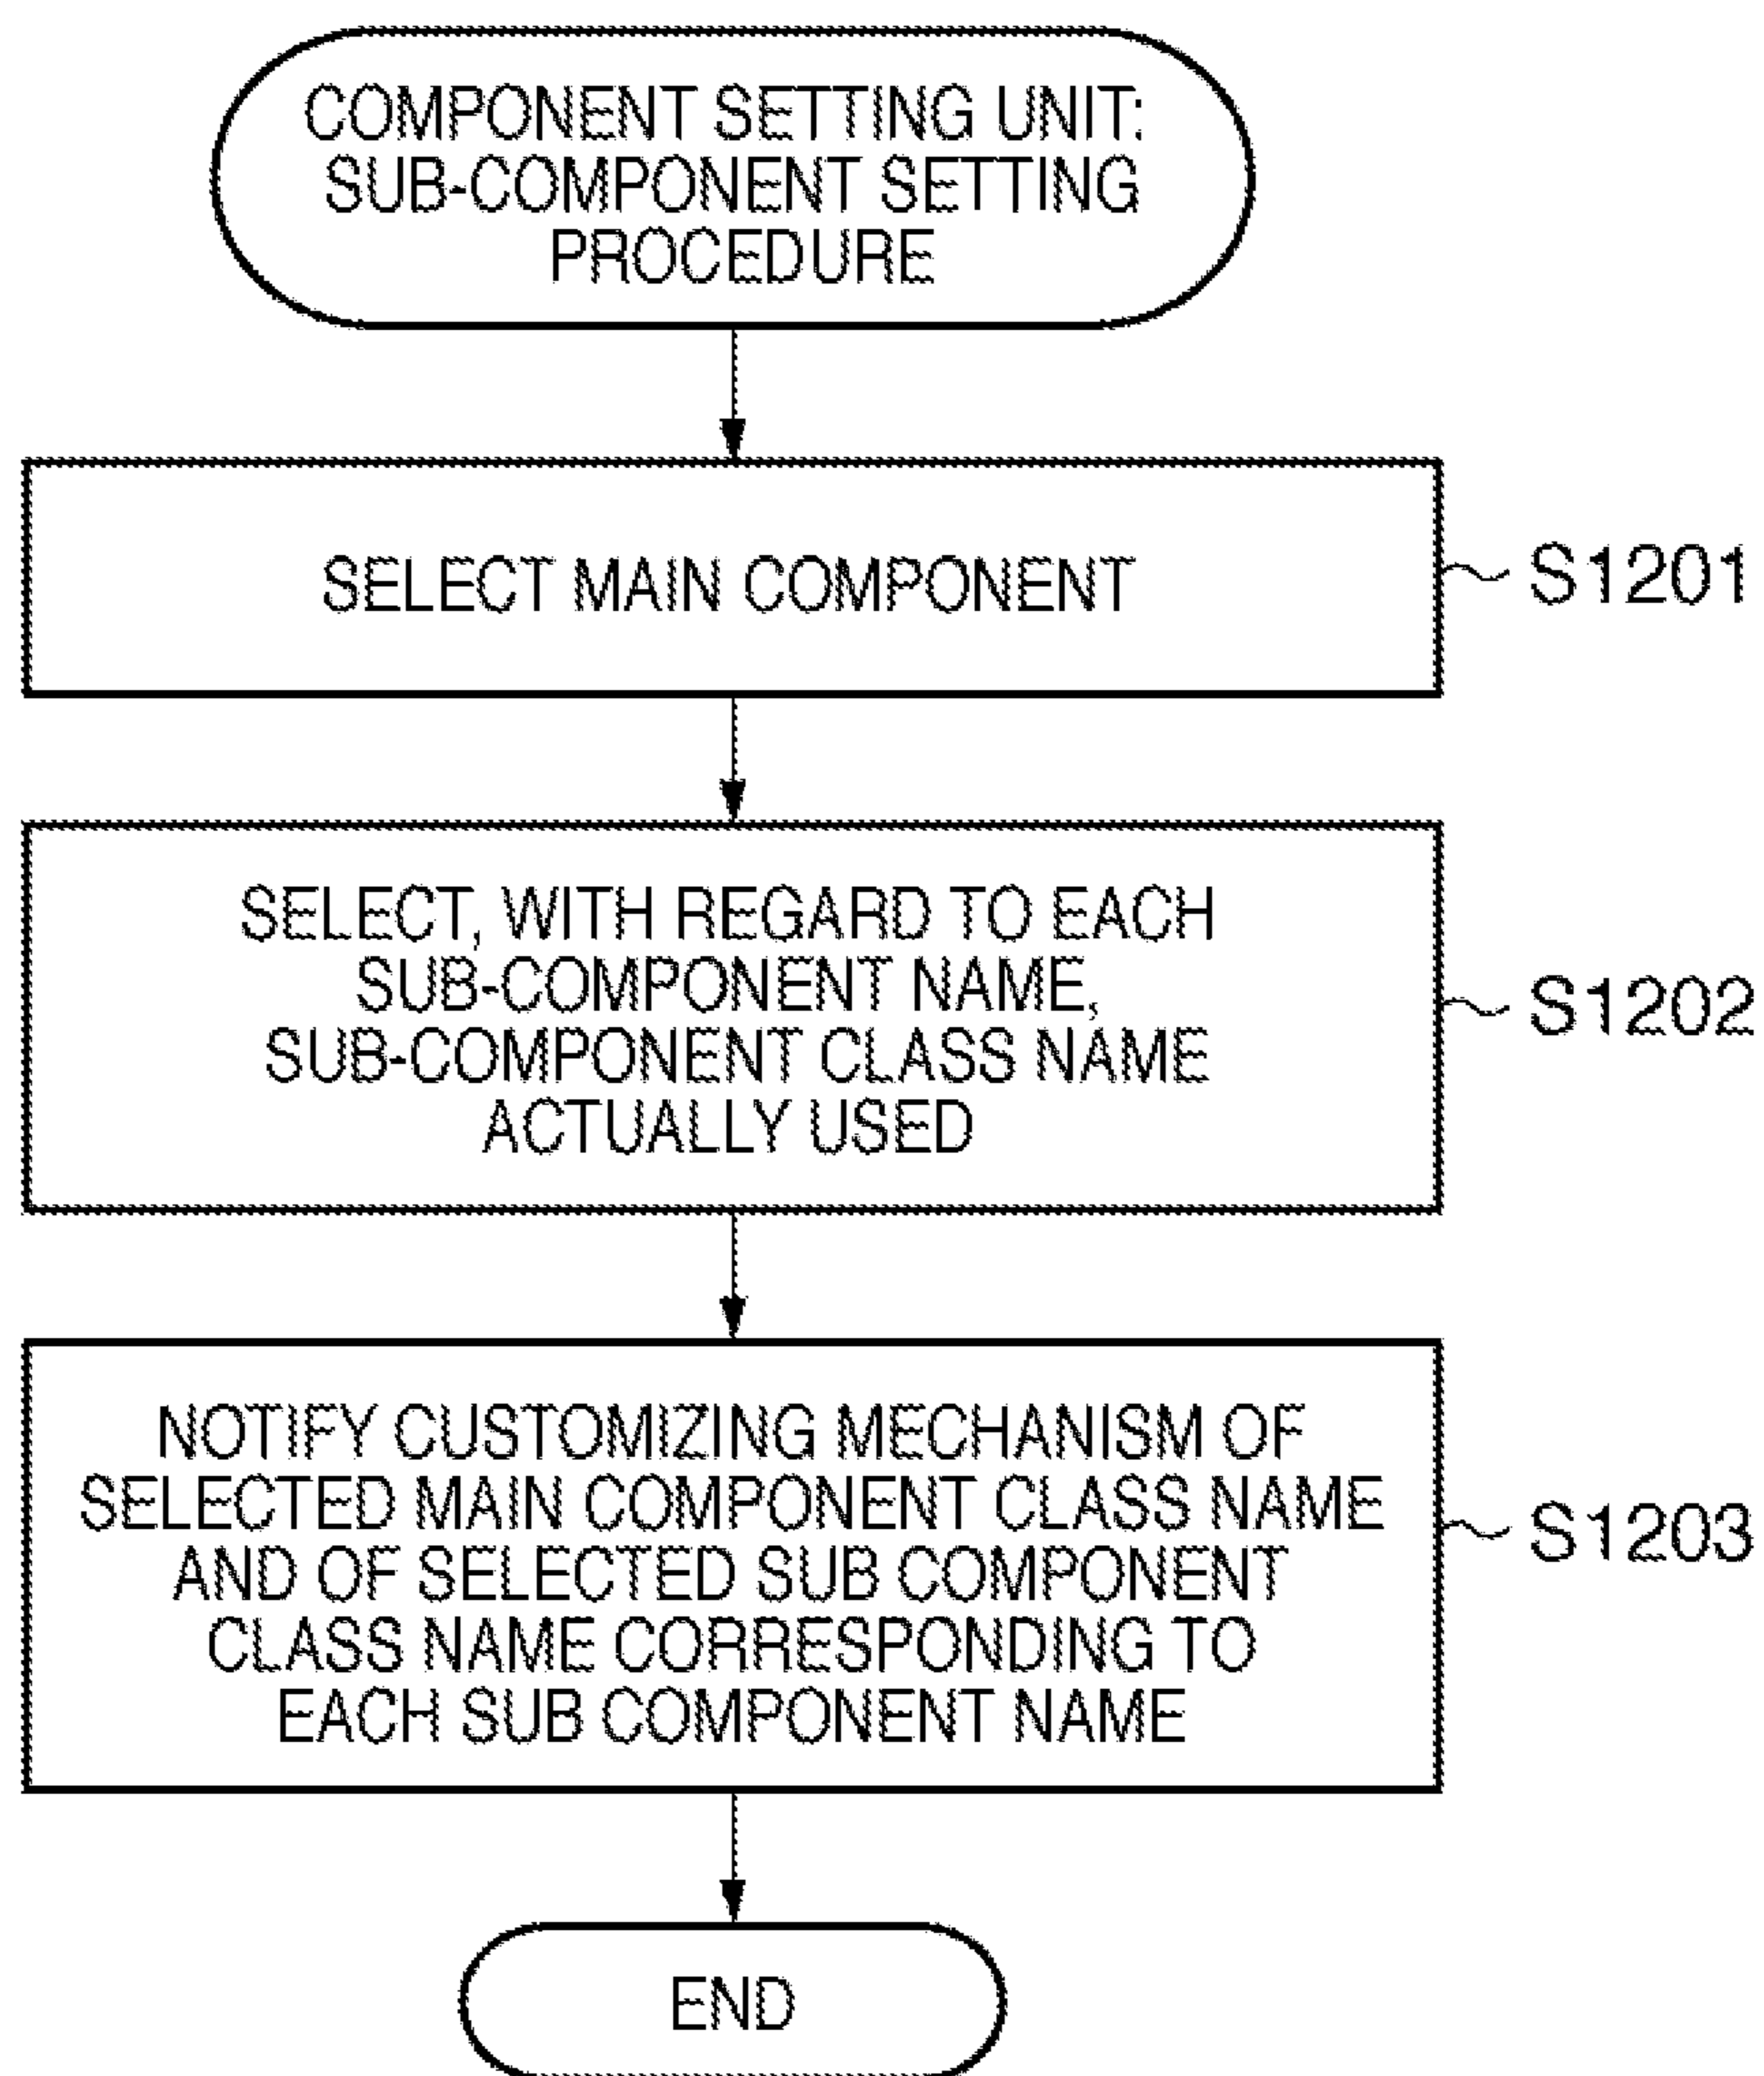 COMPONENT SETTING UNIT:
SUB-COMPONENT SETTING
PROCEDURE
SELECT MAIN COMPONENT
S1201
SELECT, WITH REGARD TO EACH
SUB-COMPONENT NAME,
SUB-COMPONENT CLASS NAME
ACTUALLY USED
S1202
NOTIFY CUSTOMIZING MECHANISM OF
SELECTED MAIN COMPONENT CLASS NAME
AND OF SELECTED SUB COMPONENT
CLASS NAME CORRESPONDING TO
EACH SUB COMPONENT NAME
S1203
END